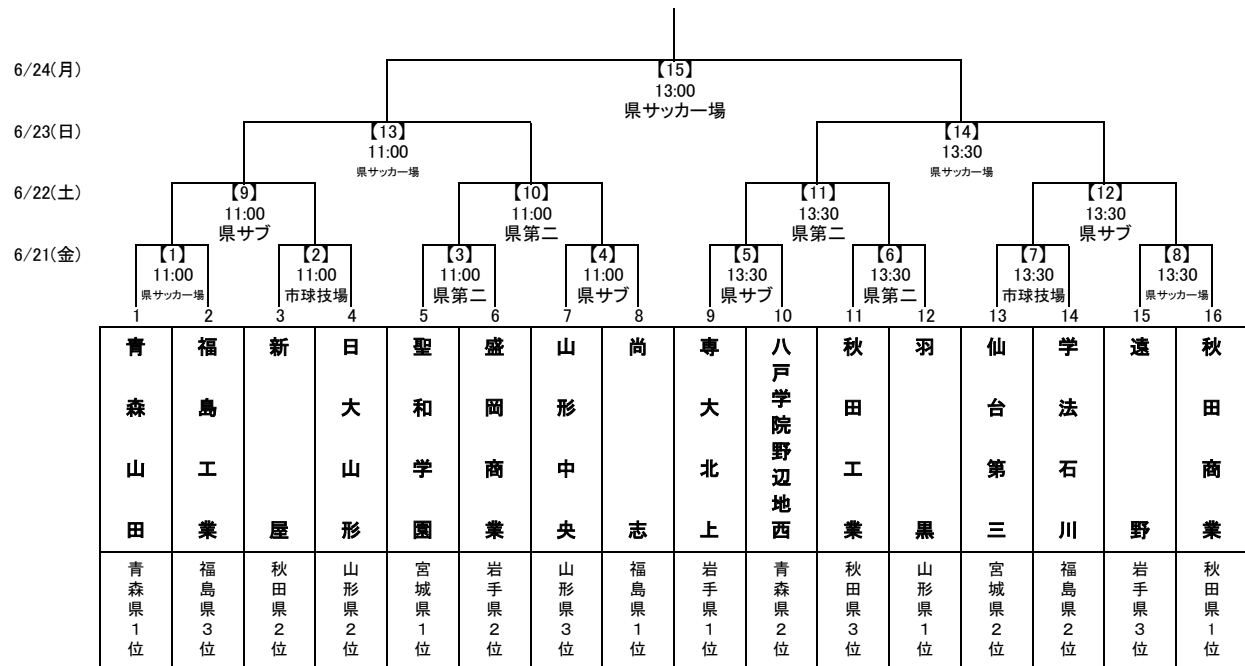 6/24(月)
【15】
13:00
県サッカー場
6/23(日)
【13】
11:00
県サッカー場
【14】
13:30
県サッカー場
6/22(土)
【9】
11:00
県サブ
【10】
11:00
県第二
【11】
13:30
県第二
【12】
13:30
県サブ
6/21(金)
【1】
11:00
県サッカー場
【2】
11:00
市球技場
【3】
11:00
県第二
【4】
11:00
県サブ
【5】
13:30
県サブ
【6】
13:30
県第二
【7】
13:30
市球技場
【8】
13:30
県サッカー場
1 2 3 4 5 6 7 8 9 10 11 12 13 14 15 16
青森山田
福島工業
新屋
日大山形
聖和学園
盛岡商業
山形中央
尚志
専大北上
八戸学院野辺地西
秋田工業
羽黒
仙台第三
学法石川
遠野
秋田商業
青森県1位
福島県3位
秋田県2位
山形県2位
宮城県1位
岩手県2位
山形県3位
福島県1位
岩手県1位
青森県2位
秋田県3位
山形県1位
宮城県2位
福島県2位
岩手県3位
秋田県1位